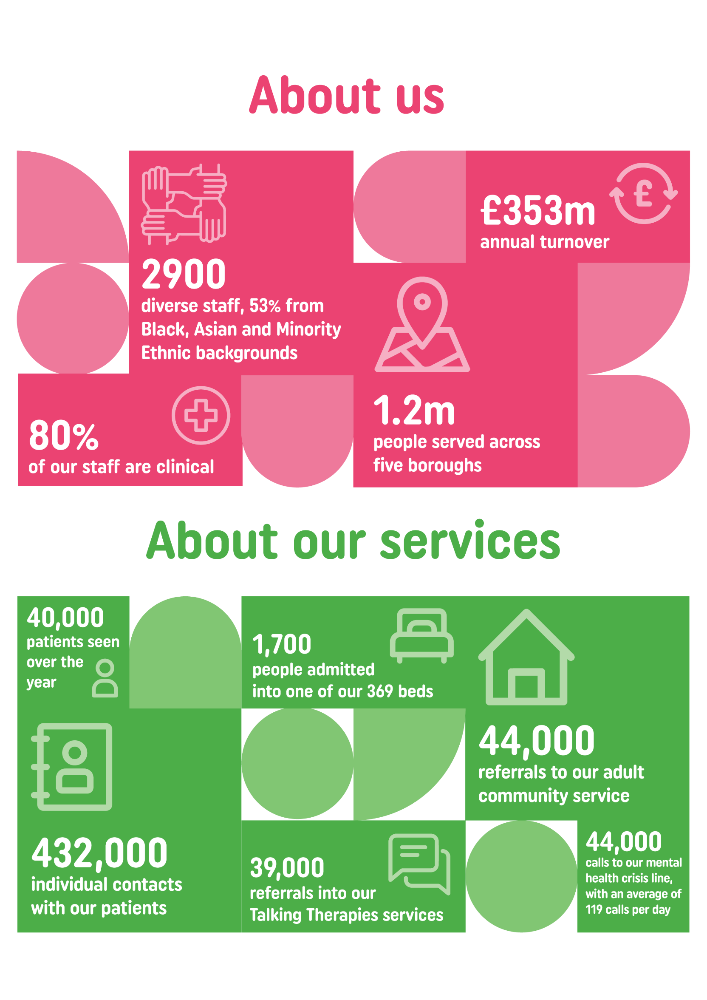 About us
2900
diverse staff, 53% from
Black, Asian and Minority
Ethnic backgrounds
£353m
annual turnover
£
80%
of our staff are clinical
1.2m
people served across
five boroughs
About our services
40,000
patients seen
over the
year
1,700
people admitted
into one of our 369 beds
44,000
referrals to our adult
community service
432,000
individual contacts
with our patients
39,000
referrals into our
Talking Therapies services
44,000
calls to our mental
health crisis line,
with an average of
119 calls per day